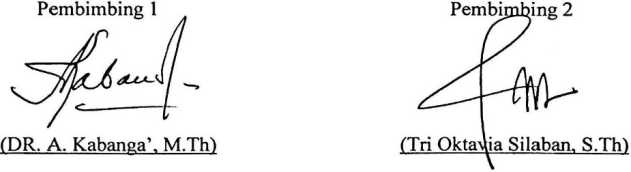 Pembimbing 1 Pembimbing 2
(DR. A. Kabanga', M.Th) (Tri Oktavia Silaban, S.Th)